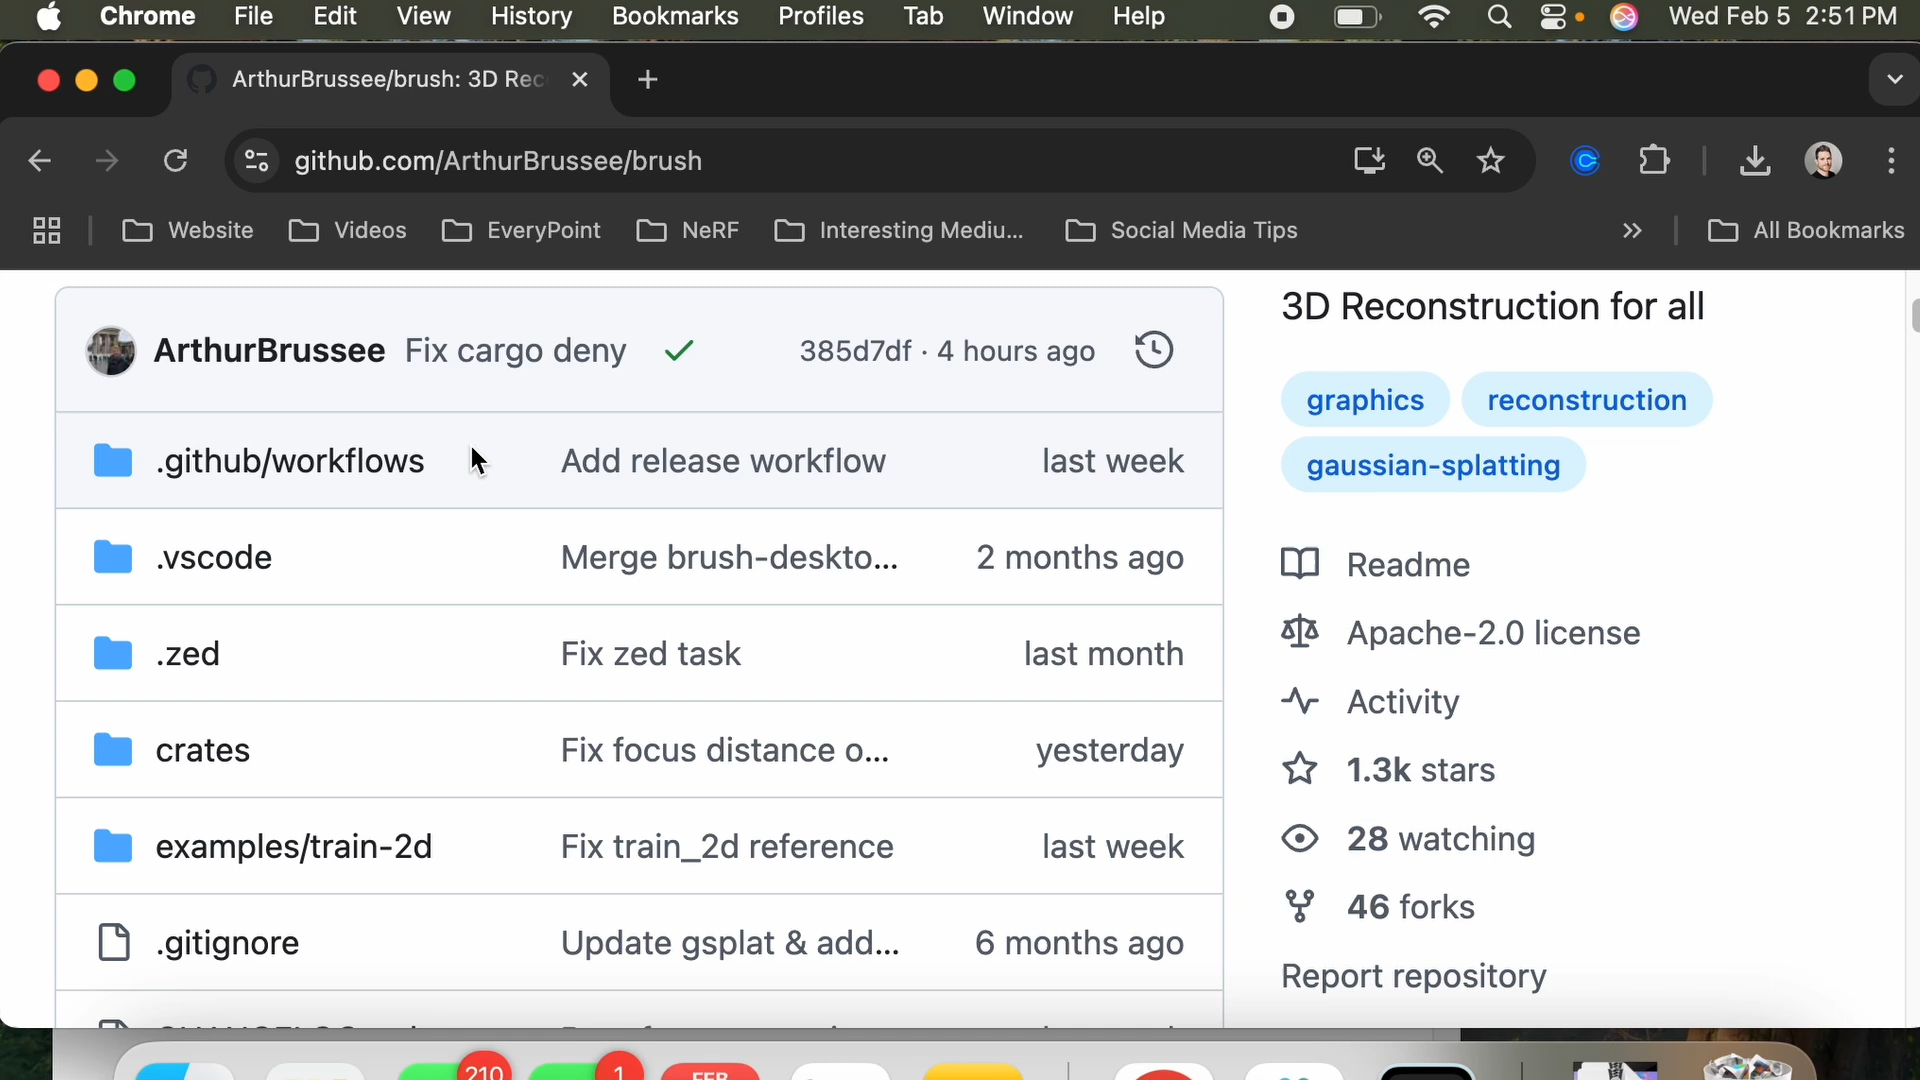 Chrome File Edit View History Bookmarks Profiles Tab Window Help Wed Feb 5 2:51 PM
ArthurBrussee/brush: 3D Rec
github.com/ArthurBrussee/brush
Website Videos EveryPoint NeRF Interesting Mediu... Social Media Tips All Bookmarks
ArthurBrussee Fix cargo deny 385d7df · 4 hours ago
.github/workflows Add release workflow last week
.vscode Merge brush-deskto... 2 months ago
.zed Fix zed task last month
crates Fix focus distance o... yesterday
examples/train-2d Fix train_2d reference last week
.gitignore Update gsplat & add... 6 months ago
3D Reconstruction for all
graphics reconstruction
gaussian-splatting
Readme
Apache-2.0 license
Activity
1.3k stars
28 watching
46 forks
Report repository
210 1 FEB